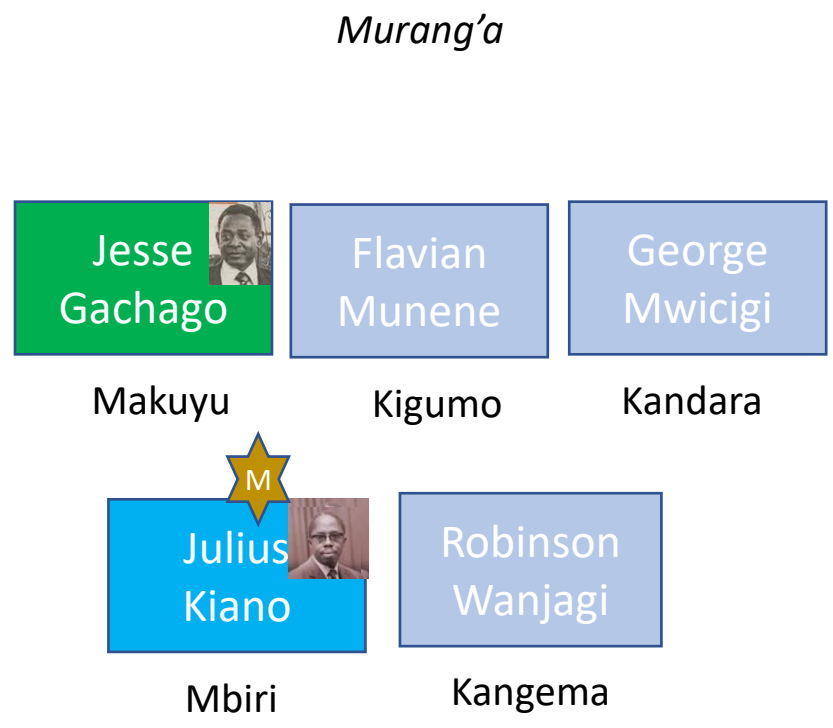 Murang’a
Jesse
Gachago
Flavian
Munene
George
Mwicigi
Makuyu
Kigumo
Kandara
M
Julius
Kiano
Robinson
Wanjagi
Mbiri
Kangema